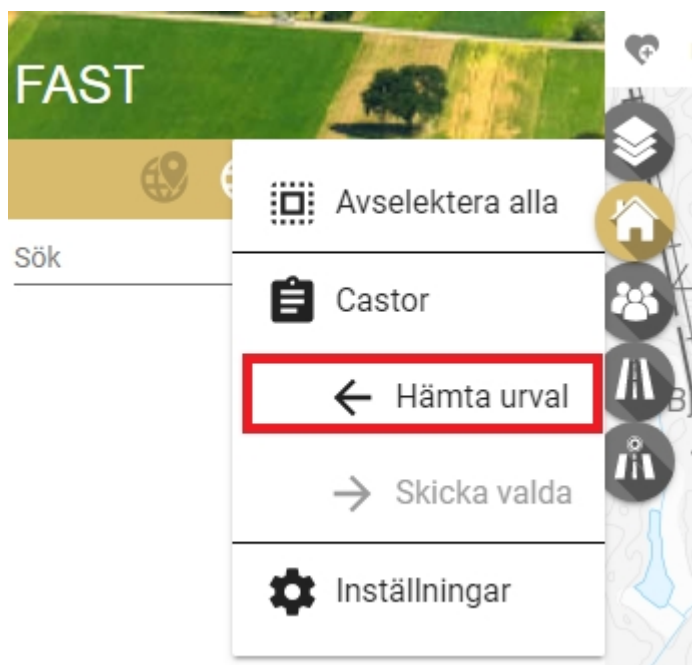 FAST
Avselektera alla
Sök
Castor
Hämta urval
Skicka valda
Inställningar